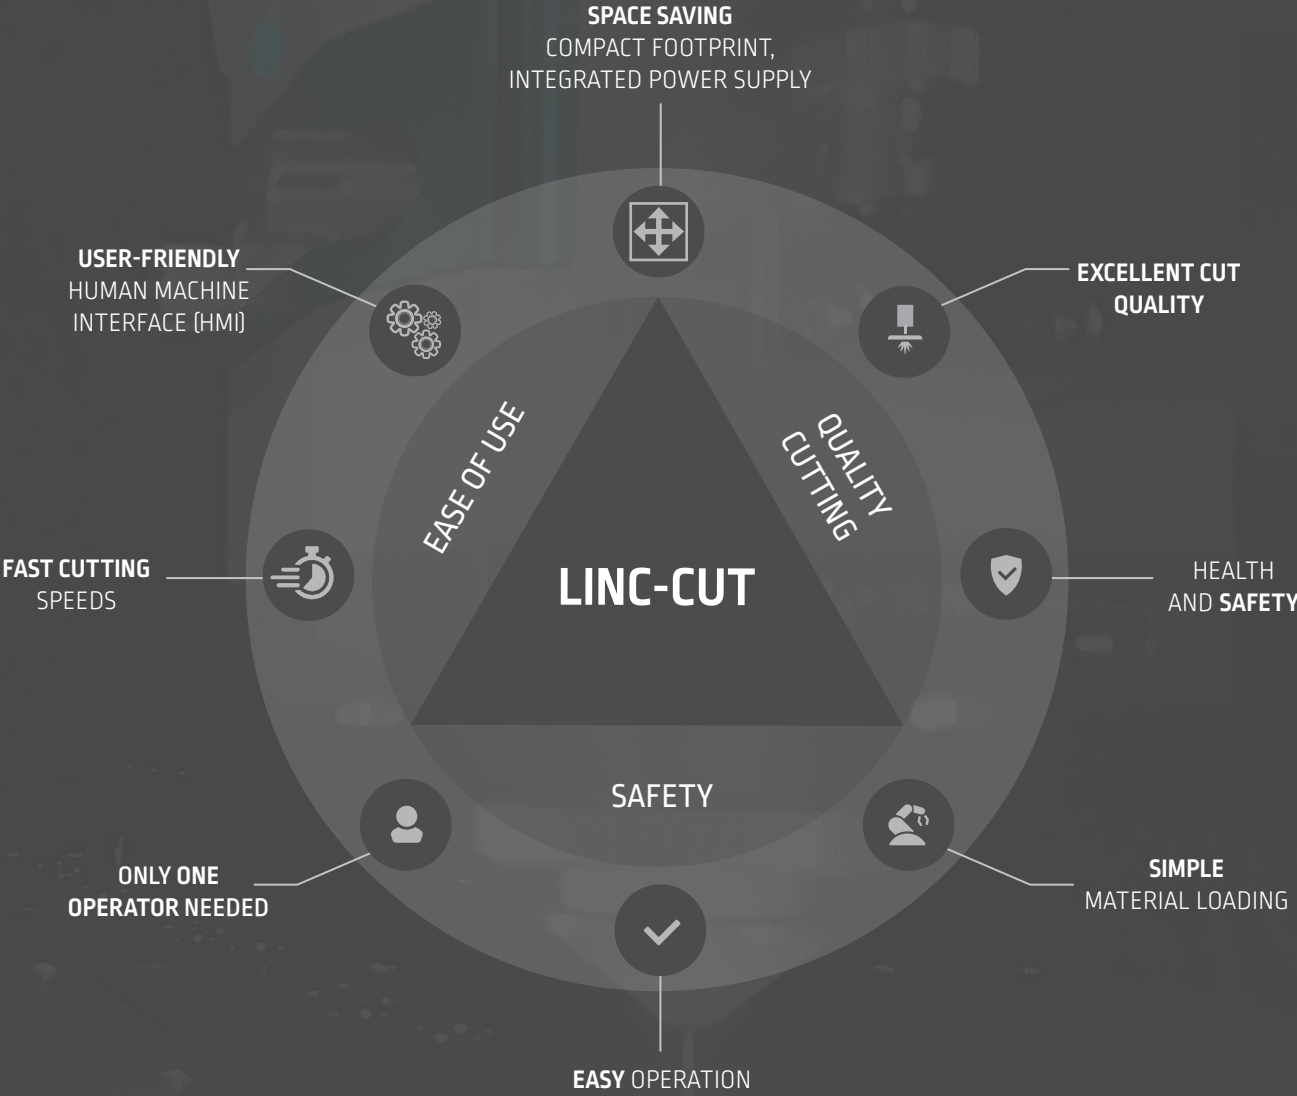 SPACE SAVING
COMPACT FOOTPRINT,
INTEGRATED POWER SUPPLY
USER-FRIENDLY
HUMAN MACHINE
INTERFACE (HMI)
EXCELLENT CUT
QUALITY
EASE OF USE
QUALITY
CUTTING
FAST CUTTING
SPEEDS
LINC-CUT
HEALTH
AND SAFETY
SAFETY
ONLY ONE
OPERATOR NEEDED
SIMPLE
MATERIAL LOADING
EASY OPERATION